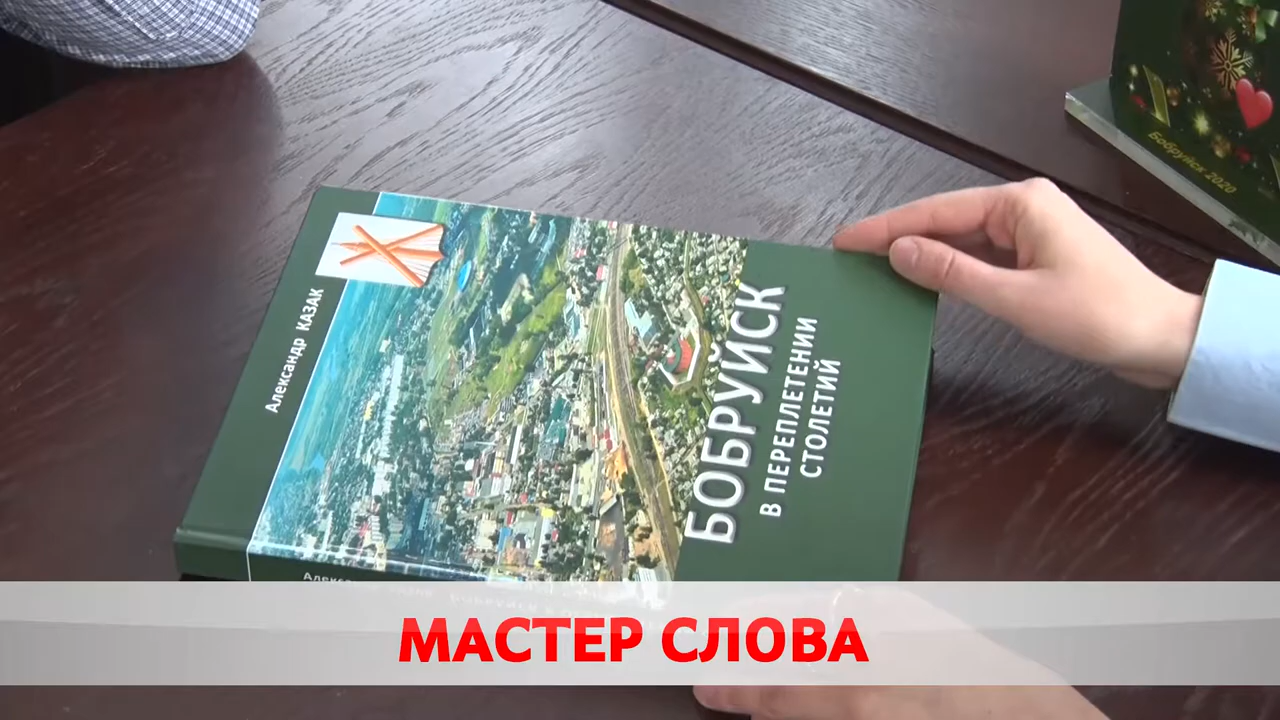 Александр КАЗАК
БОБРУЙСК
В ПЕРЕПЛЕТЕНИИ
СТОЛЕТИЙ
Бобруйск 2020
МАСТЕР СЛОВА